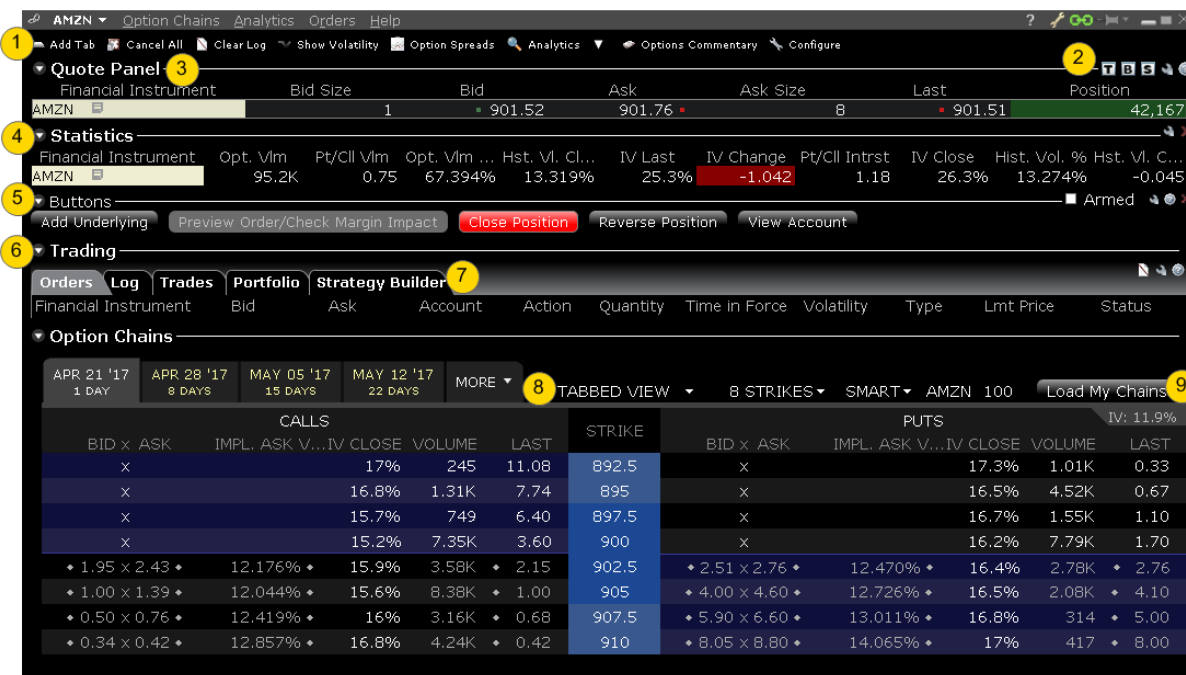 AMZN ▼ Option Chains Analytics Orders Help ?
1 Add Tab Cancel All Clear Log Show Volatility Option Spreads Analytics ▼ Options Commentary Configure
Quote Panel 3 2 T B S
Financial Instrument Bid Size Bid Ask Ask Size Last Position
AMZN 1 901.52 901.76 8 901.51 42,167
4 Statistics
Financial Instrument Opt. Vlm Pt/Cll Vlm Opt. Vlm ... Hst. Vl. Cl... IV Last IV Change Pt/Cll Intrst IV Close Hist. Vol. % Hst. Vl. C...
AMZN 95.2K 0.75 67.394% 13.319% 25.3% -1.042 1.18 26.3% 13.274% -0.045
5 Buttons Armed
Add Underlying Preview Order/Check Margin Impact Close Position Reverse Position View Account
6 Trading
Orders Log Trades Portfolio Strategy Builder 7
Financial Instrument Bid Ask Account Action Quantity Time in Force Volatility Type Lmt Price Status
Option Chains
APR 21 '17 APR 28 '17 MAY 05 '17 MAY 12 '17
1 DAY 8 DAYS 15 DAYS 22 DAYS MORE ▼ 8 TABBED VIEW ▼ 8 STRIKES ▼ SMART ▼ AMZN 100 Load My Chains 9
CALLS STRIKE PUTS IV: 11.9%
BID x ASK IMPL. ASK V...IV CLOSE VOLUME LAST BID x ASK IMPL. ASK V...IV CLOSE VOLUME LAST
x 17% 245 11.08 892.5 x 17.3% 1.01K 0.33
x 16.8% 1.31K 7.74 895 x 16.5% 4.52K 0.67
x 15.7% 749 6.40 897.5 x 16.7% 1.55K 1.10
x 15.2% 7.35K 3.60 900 x 16.2% 7.79K 1.70
1.95 x 2.43 12.176% 15.9% 3.58K 2.15 902.5 2.51 x 2.76 12.470% 16.4% 2.78K 2.76
1.00 x 1.39 12.044% 15.6% 8.38K 1.00 905 4.00 x 4.60 12.726% 16.5% 2.08K 4.10
0.50 x 0.76 12.419% 16% 3.16K 0.68 907.5 5.90 x 6.60 13.011% 16.8% 314 5.00
0.34 x 0.42 12.857% 16.8% 4.24K 0.42 910 8.05 x 8.80 14.065% 17% 417 8.00